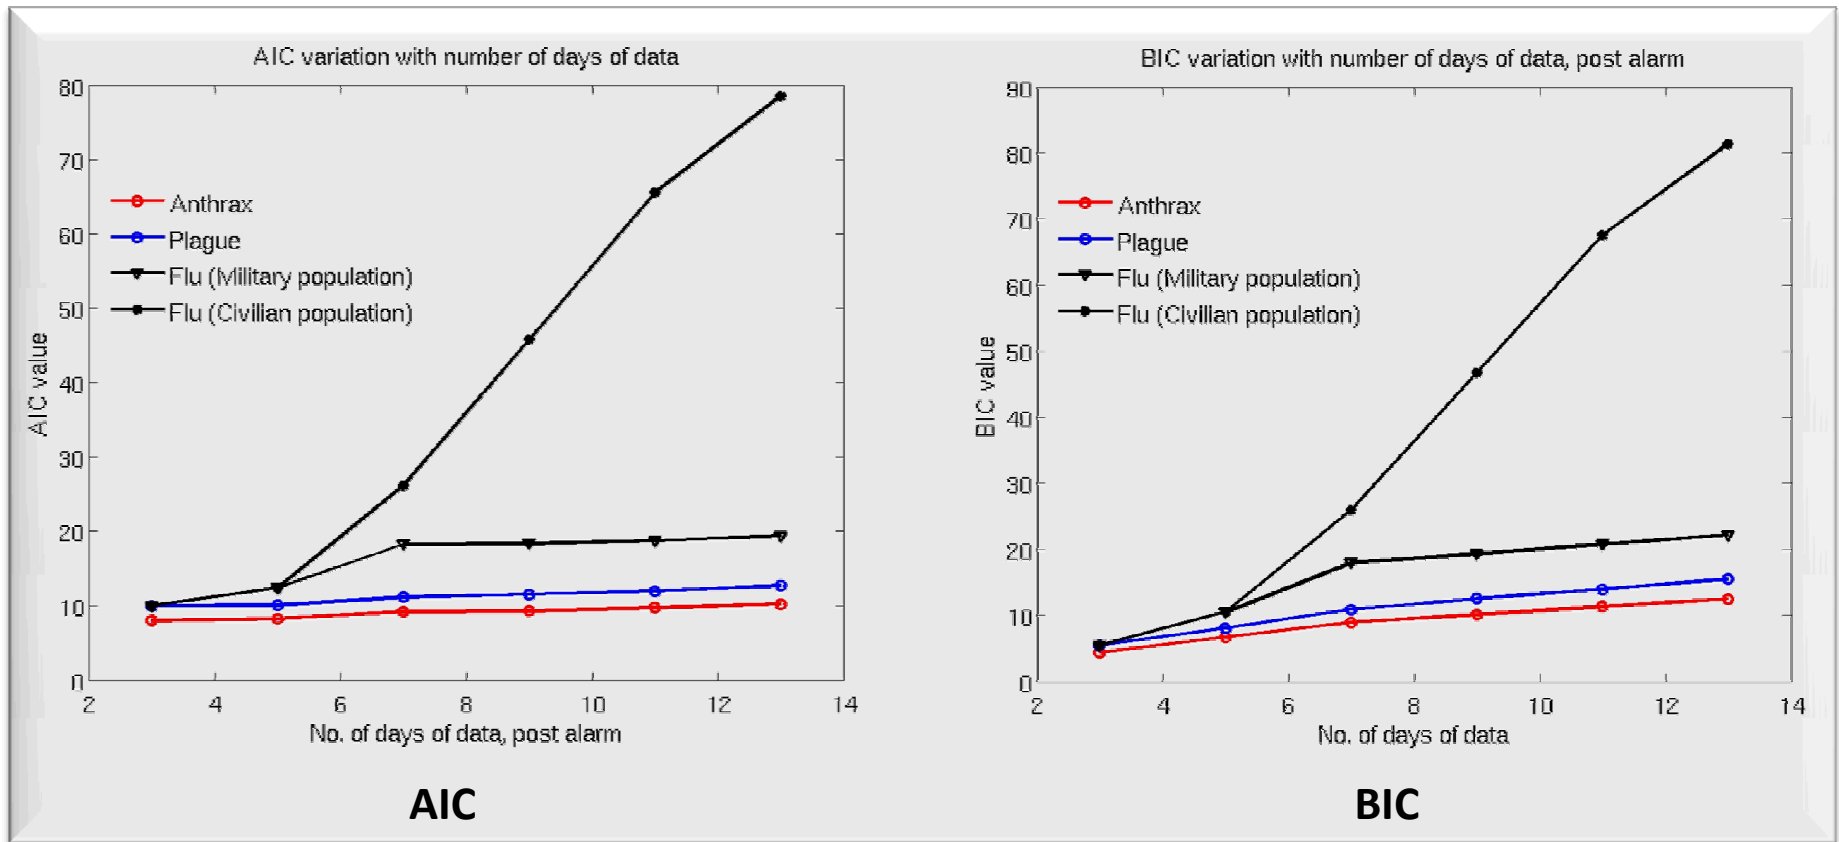 AIC variation with number of days of data
80
70
60
50
40
30
20
10
0
AIC value
Anthrax
Plague
Flu (Military population)
Flu (Civilian population)
2 4 6 8 10 12 14
No. of days of data, post alarm
AIC
BIC variation with number of days of data, post alarm
90
80
70
60
50
40
30
20
10
0
BIC value
Anthrax
Plague
Flu (Military population)
Flu (Civilian population)
2 4 6 8 10 12 14
No. of days of data
BIC